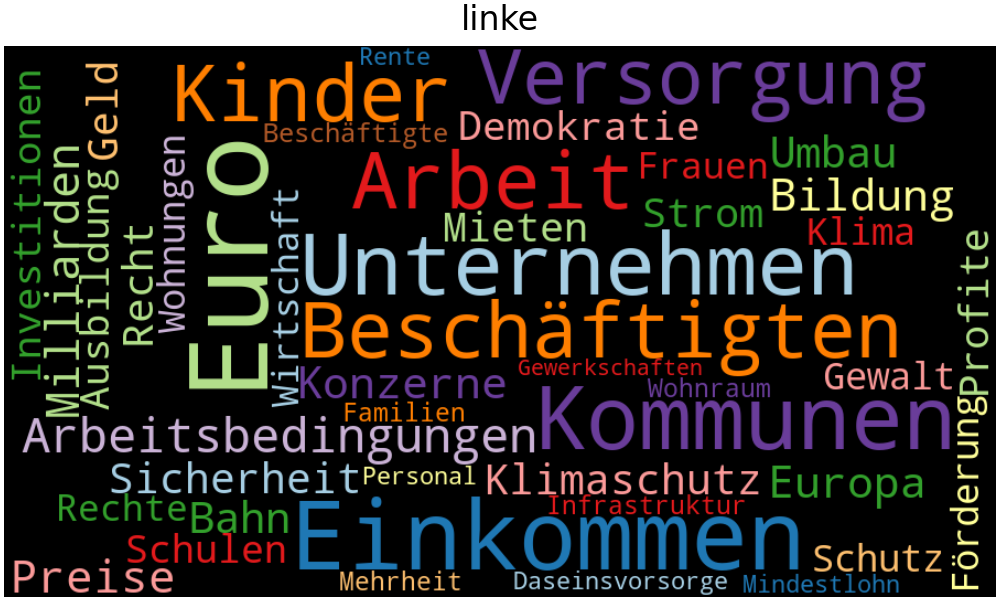 linke
Rente
Kinder
Versorgung
Beschäftigte
Demokratie
Investitionen
Milliarden
Geld
Ausbildung
Recht
Wohnungen
Euro
Wirtschaft
Arbeit
Frauen
Umbau
Bildung
Mieten
Strom
Klima
Unternehmen
Beschäftigten
Profite
Gewerkschaften
Konzerne
Wohnraum
Gewalt
Familien
Kommunen
Förderung
Arbeitsbedingungen
Sicherheit
Personal
Klimaschutz
Europa
Rechte
Bahn
Einkommen
Infrastruktur
Schulen
Schutz
Preise
Mehrheit
Daseinsvorsorge
Mindestlohn